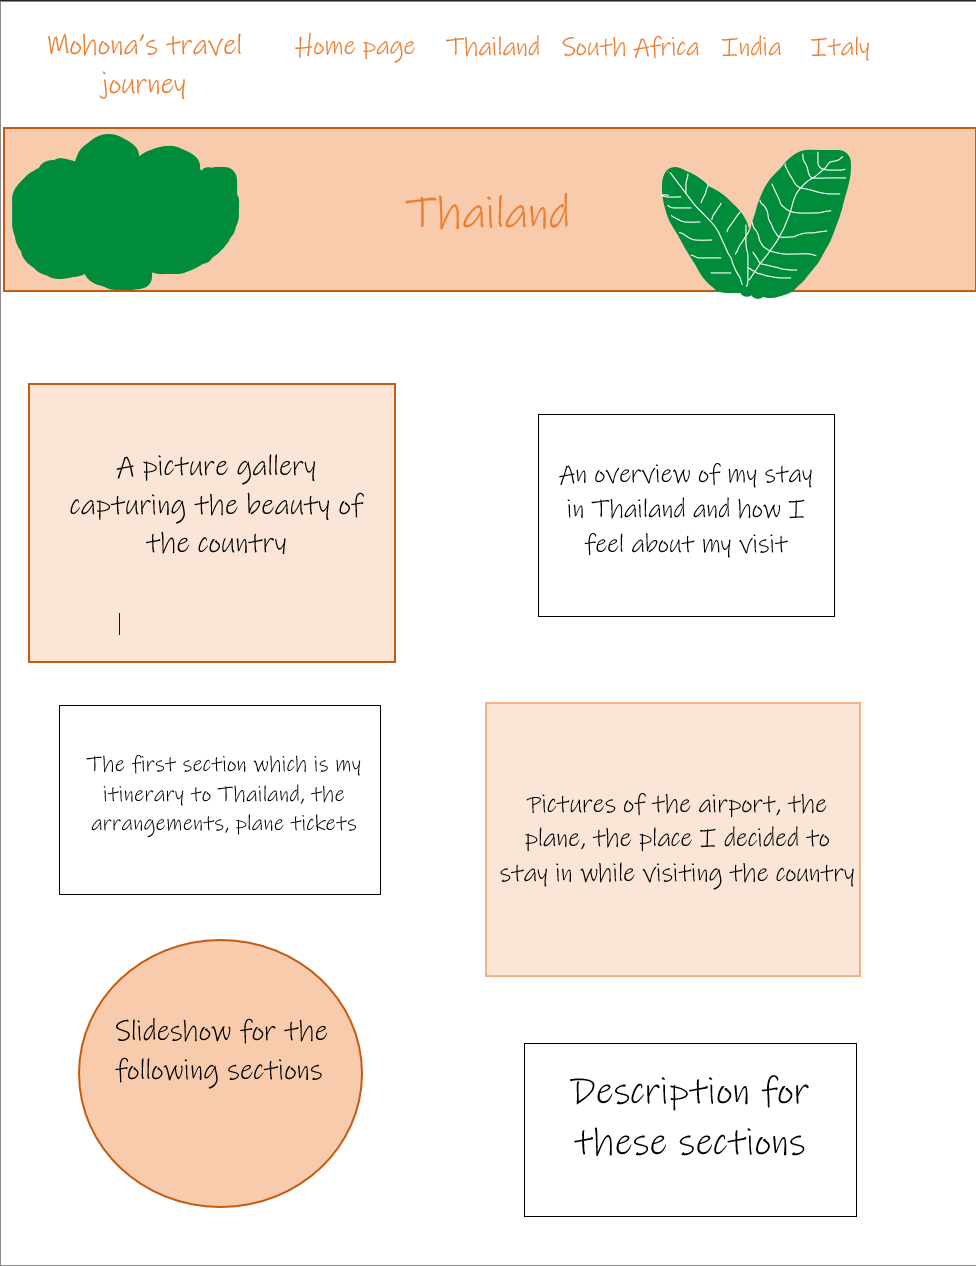 Mohona's travel
journey
Home page Thailand South Africa India Italy
Thailand
A picture gallery
capturing the beauty of
the country
An overview of my stay
in Thailand and how I
feel about my visit
The first section which is my
itinerary to Thailand, the
arrangements, plane tickets
Pictures of the airport, the
plane, the place I decided to
stay in while visiting the country
Slideshow for the
following sections
Description for
these sections